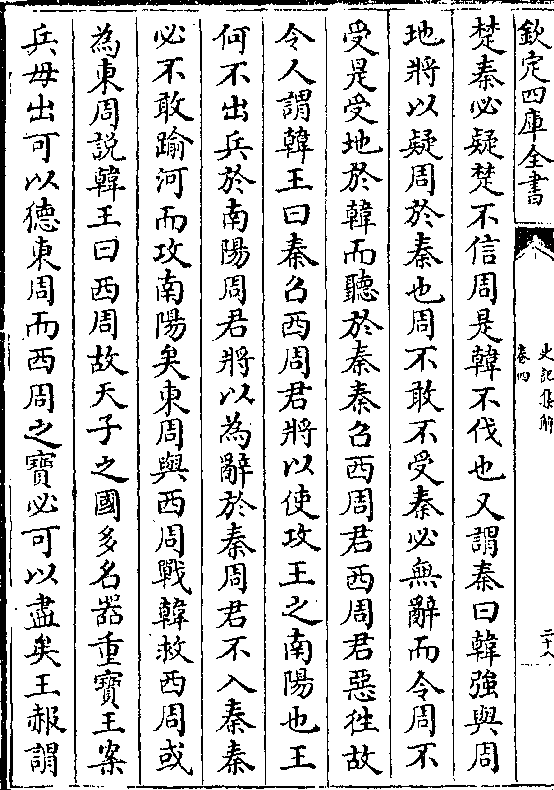 欽定四庫全書
史記集解
卷四
二十八
楚秦必疑楚不信周是韓不伐也又謂秦曰韓強與周
地將以疑周於秦也周不敢不受秦必無辭而令周不
受是受地於韓而聽於秦秦召西周君西周君惡徃故
令人謂韓王曰秦召西周君將以使攻王之南陽也王
何不出兵於南陽周君將以為辭於秦周君不入秦秦
必不敢踰河而攻南陽矣東周與西周戰韓救西周或
為東周說韓王曰西周故天子之國多名器重寶王案
兵毋出可以德東周而西周之寶必可以盡矣王赧謂